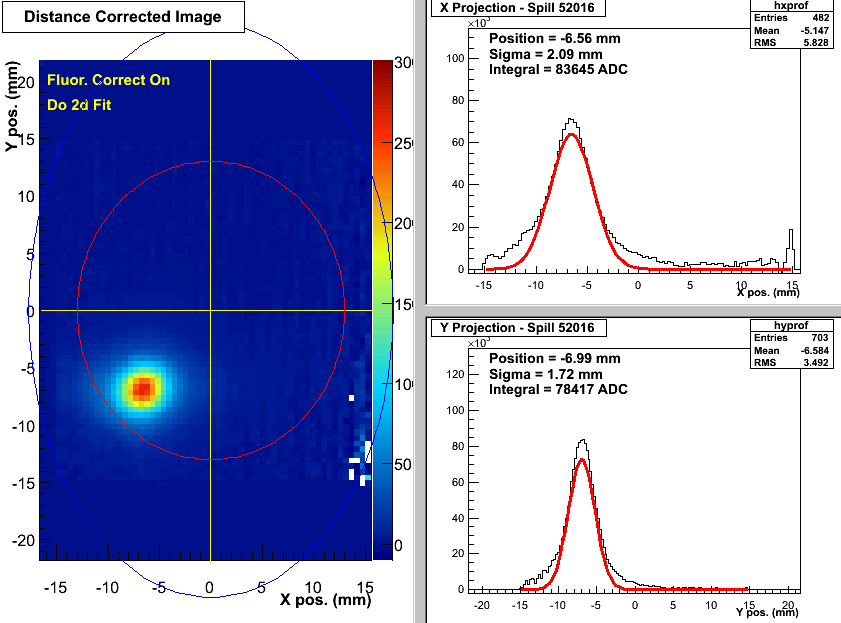 Distance Corrected Image
Fluor. Correct On
Do 2d Fit
Y pos. (mm)
20
15
10
5
0
-5
-10
-15
-20
-15
-10
-5
0
5
10
15
X pos. (mm)
300
250
200
150
100
50
0
X Projection - Spill 52016
×10³
hxprof
Entries 482
Mean -5.147
RMS 5.828
Position = -6.56 mm
Sigma = 2.09 mm
Integral = 83645 ADC
100
80
60
40
20
0
-15
-10
-5
0
5
10
15
X pos. (mm)
Y Projection - Spill 52016
×10³
hyprof
Entries 703
Mean -6.584
RMS 3.492
Position = -6.99 mm
Sigma = 1.72 mm
Integral = 78417 ADC
120
100
80
60
40
20
0
-20
-15
-10
-5
0
5
10
15
20
Y pos. (mm)